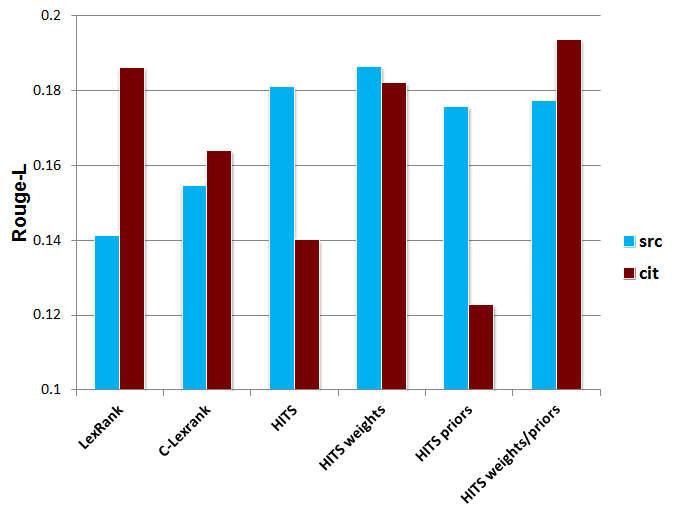 0.2
0.18
0.16
0.14
0.12
0.1
Rouge-L
LexRank
C-Lexrank
HITS
HITS weights
HITS priors
HITS weights/priors
src
cit